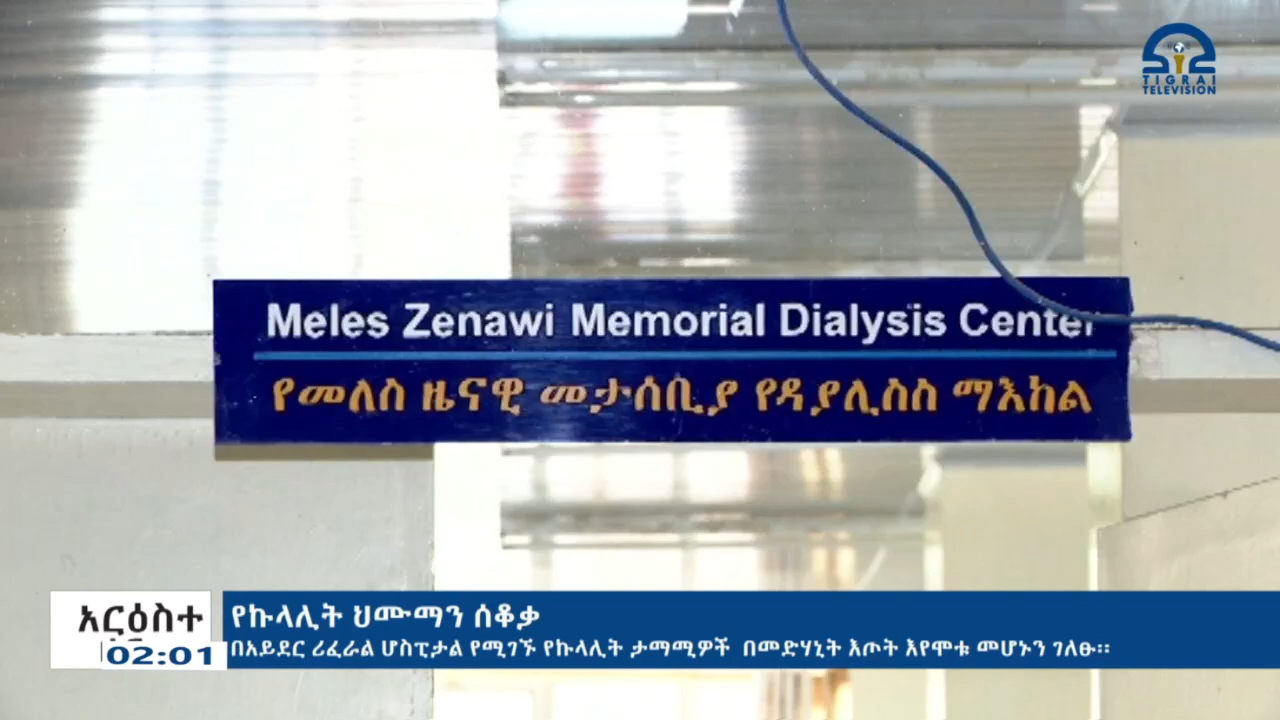 TIGRAI
TELEVISION
Meles Zenawi Memorial Dialysis Center
የመለስ ዜናዊ መታሰቢያ የዳያሊስስ ማእከል
አርዕስተ
የኩላሊት ህሙማን ሰቆቃ
02:01
በአይደር ሪፈራል ሆስፒታል የሚገኙ የኩላሊት ታማሚዎች በመድሃኒት እጦት እየሞቱ መሆኑን ገለፁ፡፡